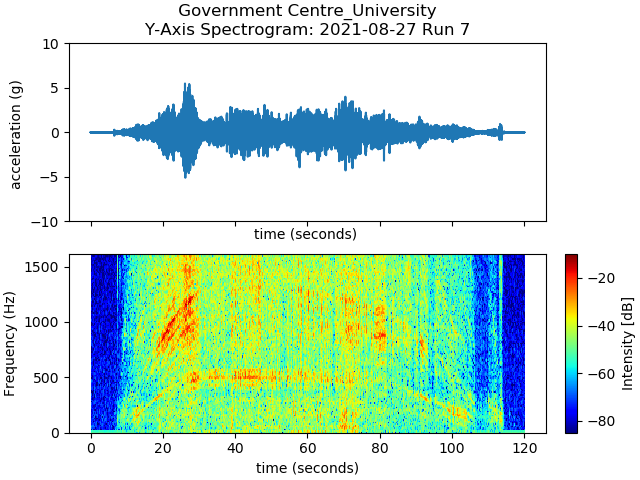 Government Centre_University
Y-Axis Spectrogram: 2021-08-27 Run 7
10
5
0
−5
−10
acceleration (g)
time (seconds)
1500
1000
500
0
Frequency (Hz)
0 20 40 60 80 100 120
time (seconds)
−20
−40
−60
−80
Intensity [dB]